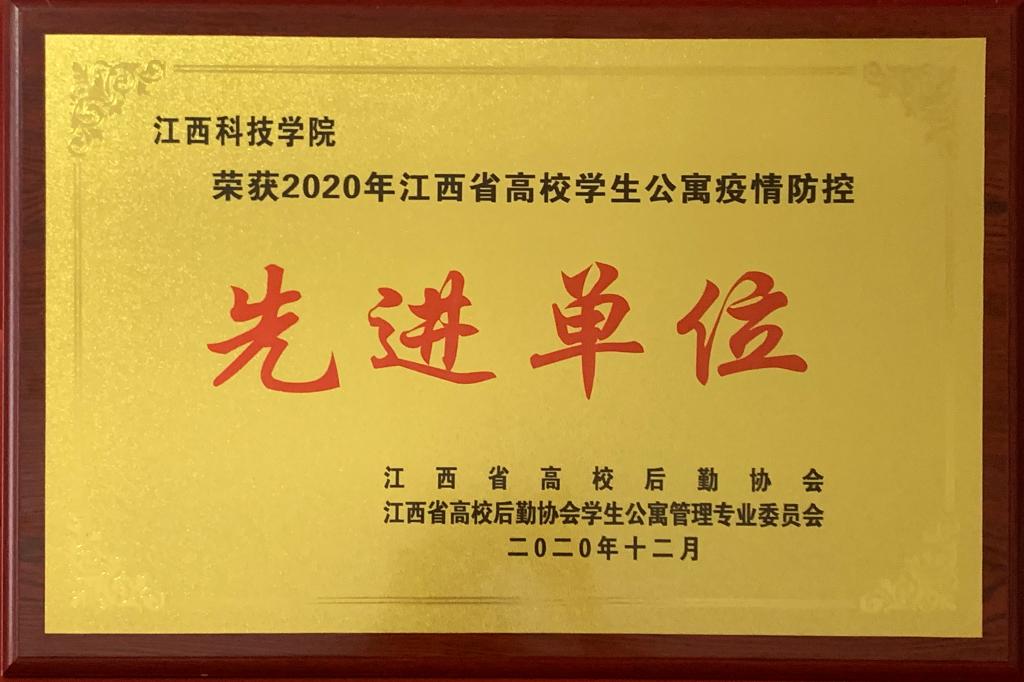 江西科技学院
荣获2020年江西省高校学生公寓疫情防控
先进单位
江西省高校后勤协会
江西省高校后勤协会学生公寓管理专业委员会
二0二0年十二月